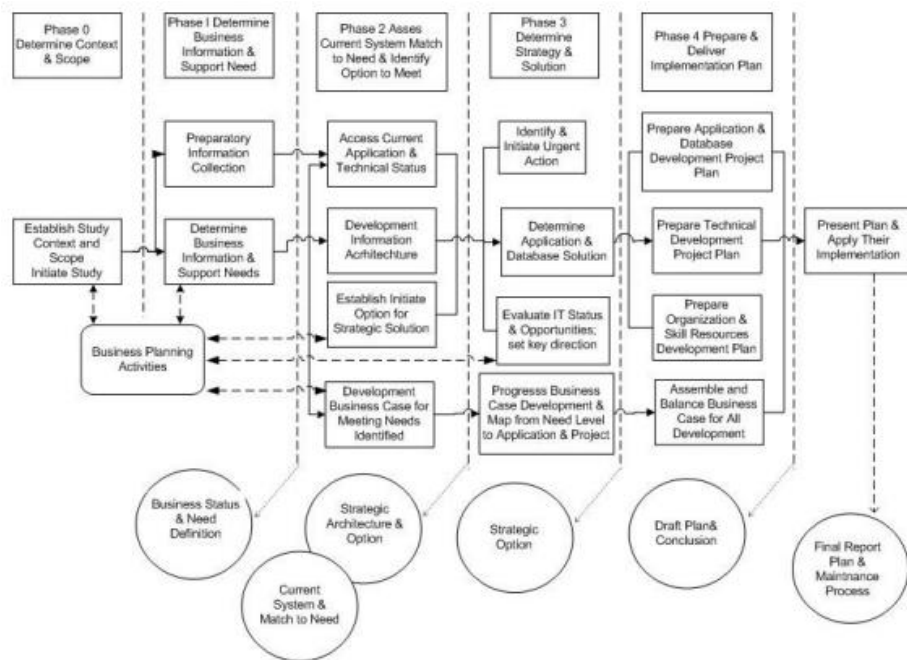 Phase 0
Determine Context
& Scope
Phase I Determine
Business
Information &
Support Need
Phase 2 Asses
Current System Match
to Need & Identify
Option to Meet
Phase 3
Determine
Strategy &
Solution
Phase 4 Prepare &
Deliver
Implementation Plan
Preparatory
Information
Collection
Access Current
Application &
Technical Status
Identify &
Initiate Urgent
Action
Prepare Application &
Database
Development Project
Plan
Establish Study
Context and
Scope
Initiate Study
Determine
Business
Information &
Support Needs
Development
Information
Acrhitechture
Determine
Application &
Database Solution
Prepare Technical
Development
Project Plan
Present Plan &
Apply Their
Implementation
Business Planning
Activities
Establish Initiate
Option for
Strategic Solution
Evaluate IT Status
& Opportunities;
set key direction
Prepare
Organization &
Skill Resources
Development Plan
Development
Business Case for
Meeting Needs
Identified
Progresss Business
Case Development &
Map from Need Level
to Application & Project
Assemble and
Balance Business
Case for All
Development
Business Status
& Need
Definition
Strategic
Architecture &
Option
Current
System &
Match to Need
Strategic
Option
Draft Plan&
Conclusion
Final Report
Plan &
Maintnance
Process